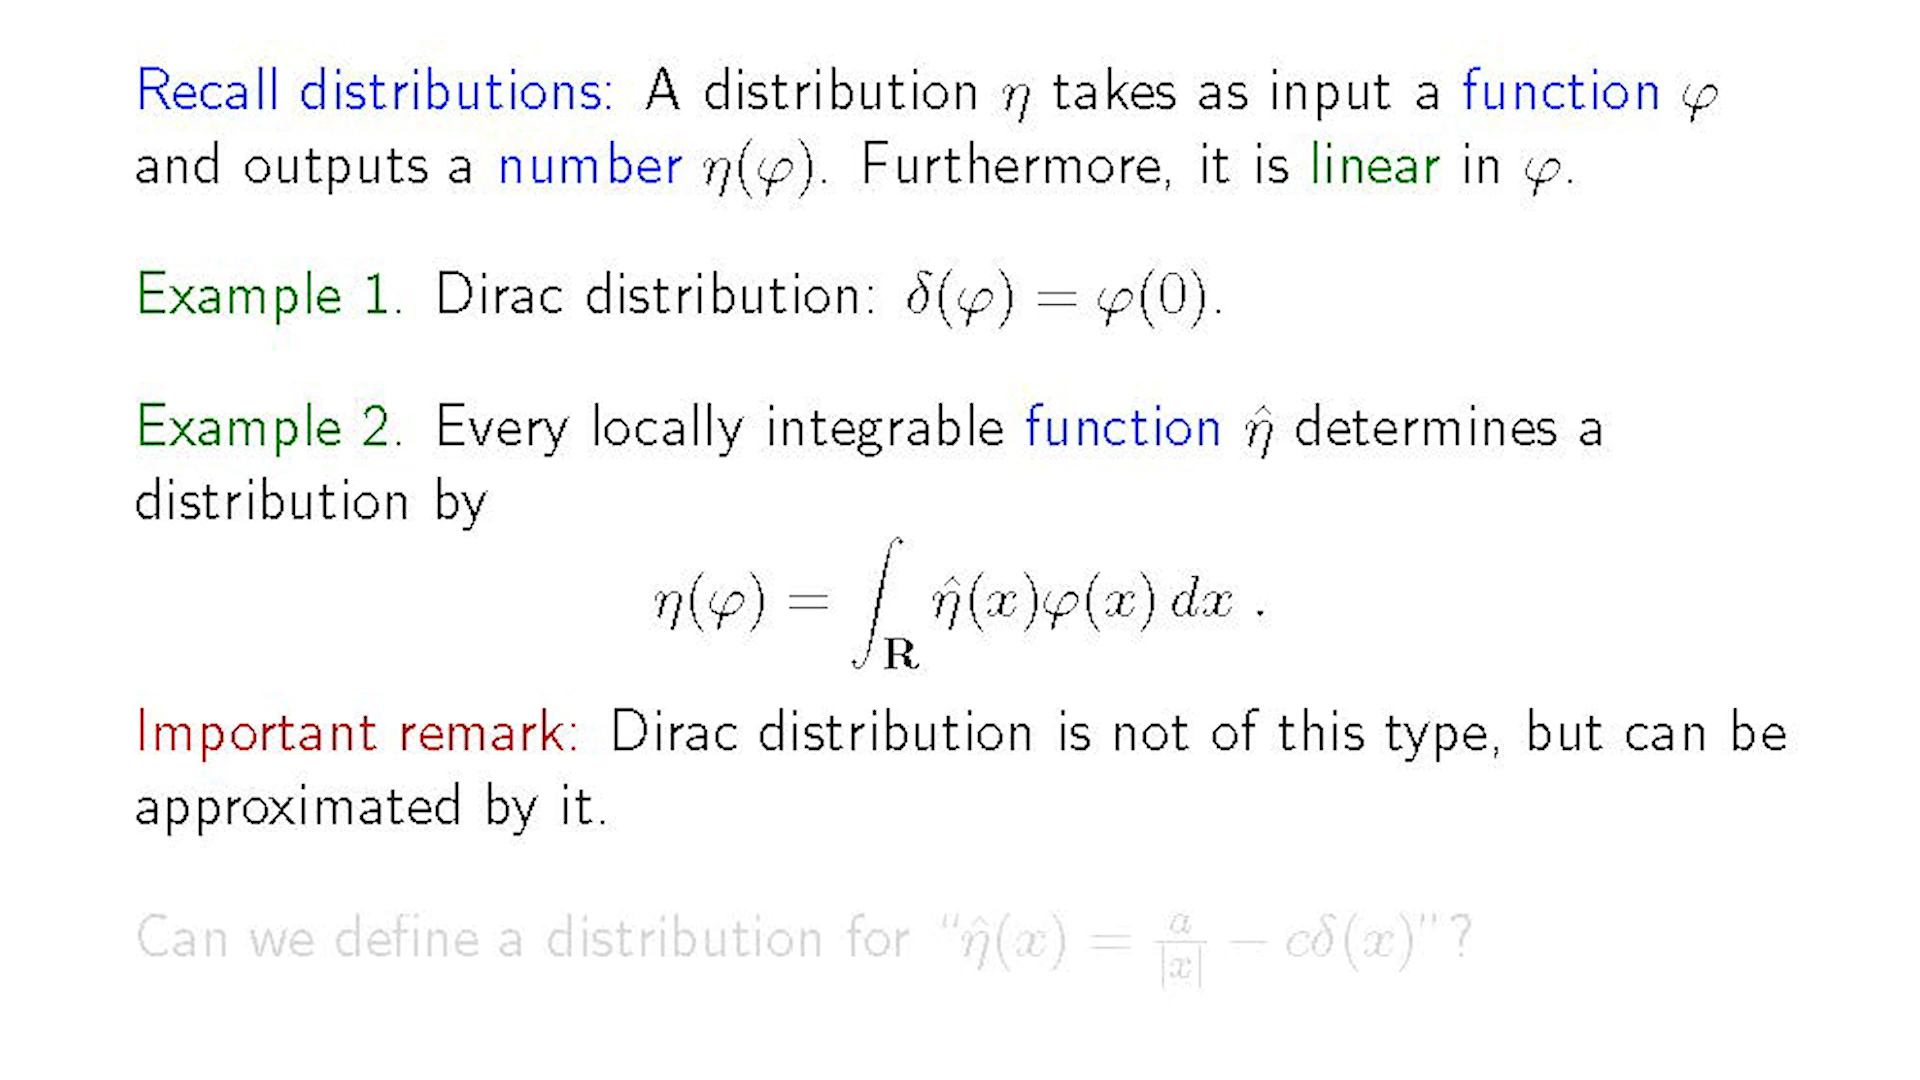 Recall distributions: A distribution η takes as input a function φ
and outputs a number η(φ). Furthermore, it is linear in φ.
Example 1. Dirac distribution: δ(φ) = φ(0).
Example 2. Every locally integrable function η̂ determines a
distribution by
η(φ) = ∫_R η̂(x)φ(x) dx .
Important remark: Dirac distribution is not of this type, but can be
approximated by it.
Can we define a distribution for “η̂(x) = a/|x| − cδ(x)”?